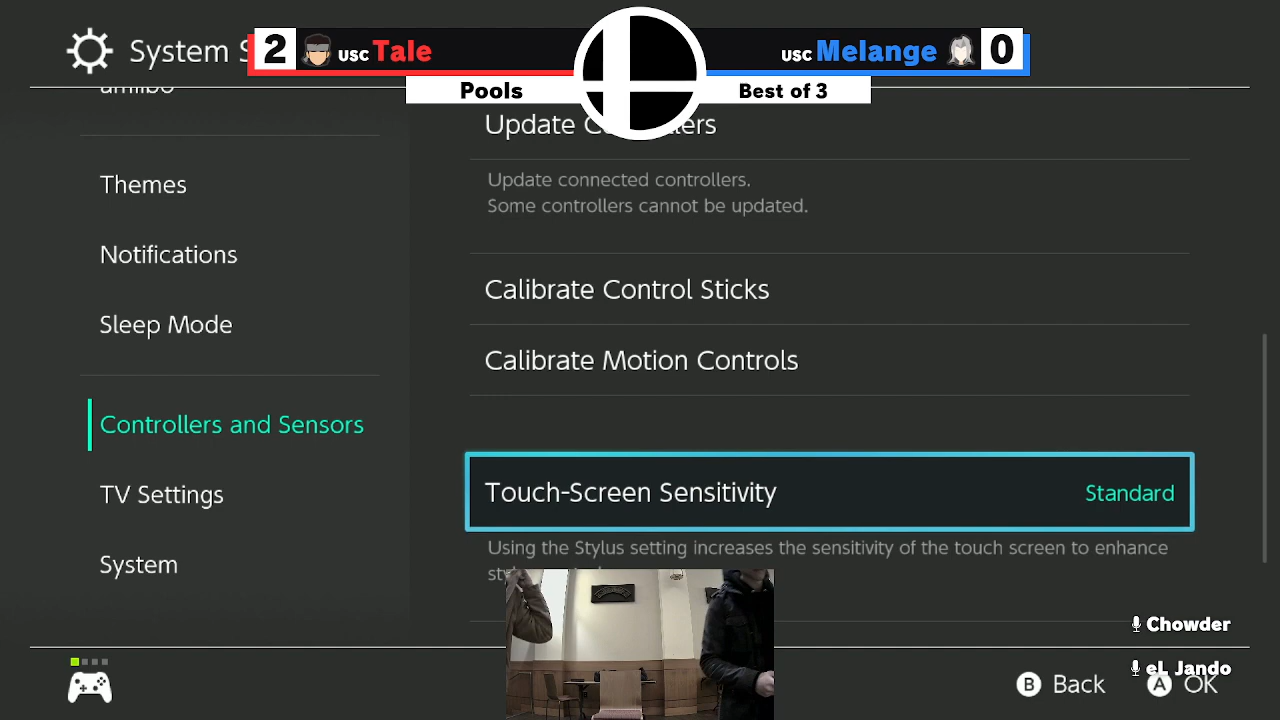 System S
2 USC Tale
USC Melange 0
Pools
Best of 3
amiibo
Themes
Notifications
Sleep Mode
Controllers and Sensors
TV Settings
System
Update Controllers
Update connected controllers.
Some controllers cannot be updated.
Calibrate Control Sticks
Calibrate Motion Controls
Touch-Screen Sensitivity Standard
Using the Stylus setting increases the sensitivity of the touch screen to enhance
Chowder
eL Jando
B Back A OK